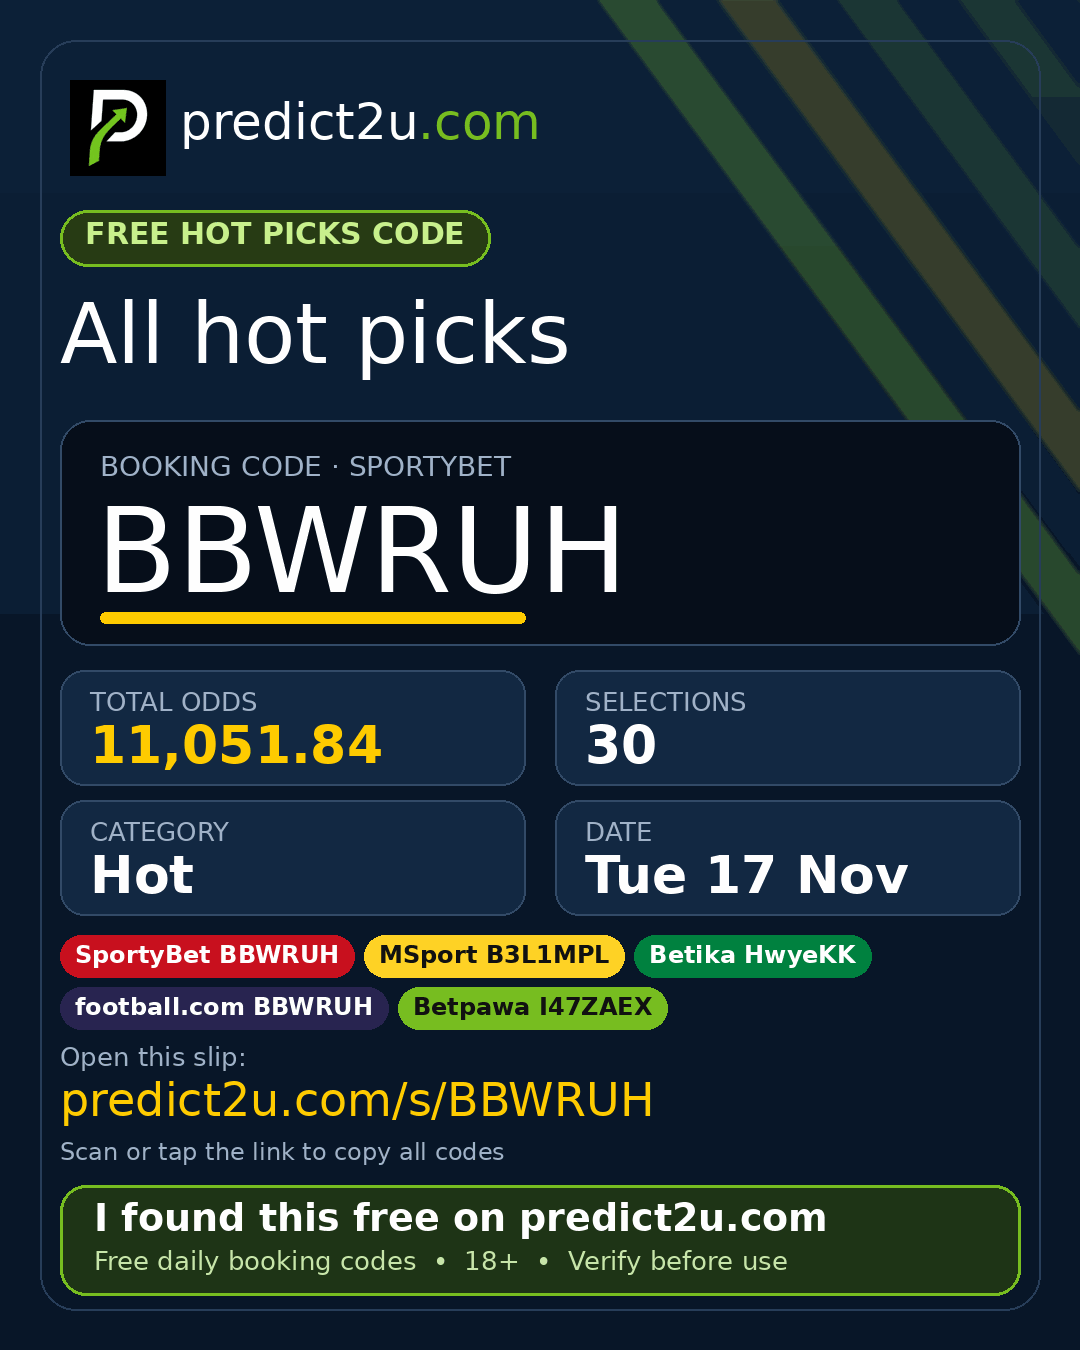 predict2u.com
FREE HOT PICKS CODE
All hot picks
BOOKING CODE · SPORTYBET
BBWRUH
TOTAL ODDS
11,051.84
SELECTIONS
30
CATEGORY
Hot
DATE
Tue 17 Nov
SportyBet BBWRUH
MSport B3L1MPL
Betika HwyeKK
football.com BBWRUH
Betpawa I47ZAEX
Open this slip:
predict2u.com/s/BBWRUH
Scan or tap the link to copy all codes
I found this free on predict2u.com
Free daily booking codes • 18+ • Verify before use